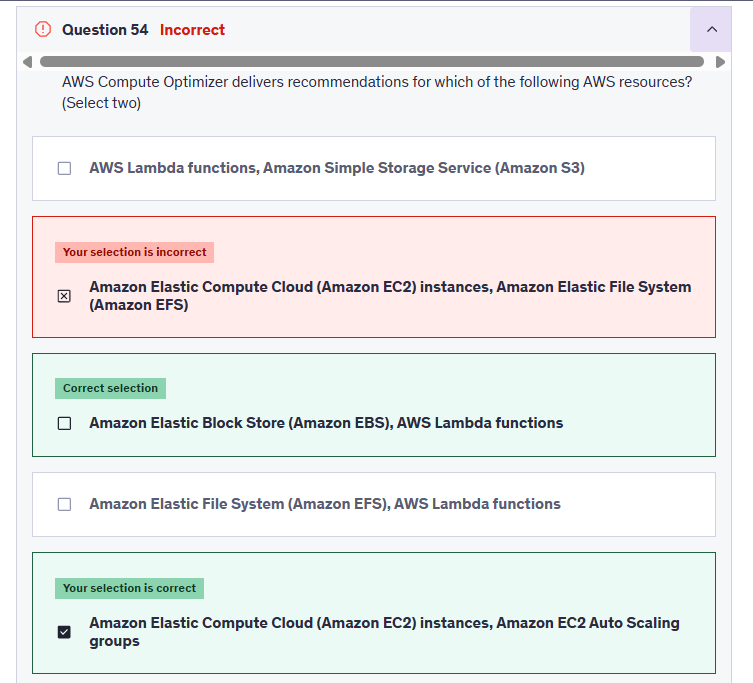 Question 54 Incorrect
AWS Compute Optimizer delivers recommendations for which of the following AWS resources?
(Select two)
AWS Lambda functions, Amazon Simple Storage Service (Amazon S3)
Your selection is incorrect
Amazon Elastic Compute Cloud (Amazon EC2) instances, Amazon Elastic File System
(Amazon EFS)
Correct selection
Amazon Elastic Block Store (Amazon EBS), AWS Lambda functions
Amazon Elastic File System (Amazon EFS), AWS Lambda functions
Your selection is correct
Amazon Elastic Compute Cloud (Amazon EC2) instances, Amazon EC2 Auto Scaling
groups